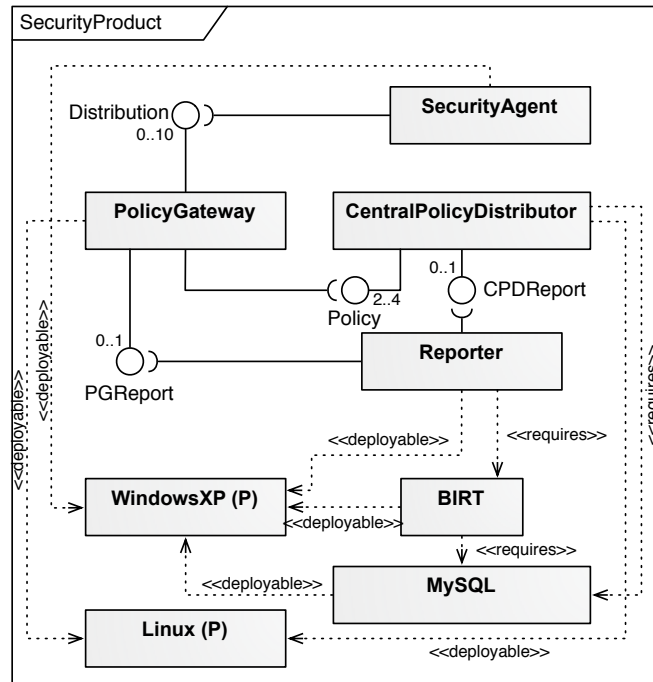 SecurityProduct
SecurityAgent
Distribution
0..10
PolicyGateway
CentralPolicyDistributor
0..1
CPDReport
2..4
Policy
0..1
PGReport
Reporter
<<deployable>>
<<deployable>>
<<requires>>
<<deployable>>
<<requires>>
WindowsXP (P)
BIRT
<<deployable>>
<<requires>>
<<deployable>>
MySQL
Linux (P)
<<deployable>>